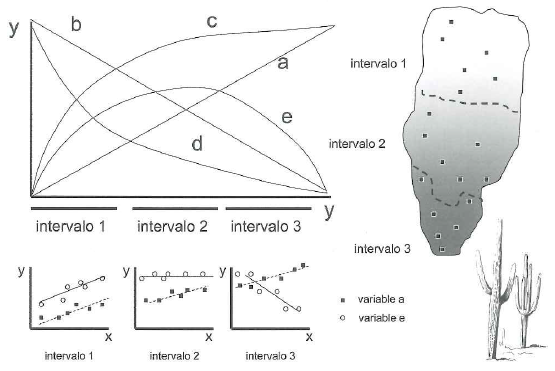 y
b
c
a
e
d
y
intervalo 1
intervalo 2
intervalo 3
y
x
intervalo 1
y
x
intervalo 2
y
x
intervalo 3
intervalo 1
intervalo 2
intervalo 3
variable a
variable e